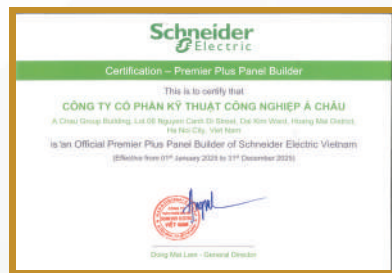 Schneider
Electric
Certification – Premier Plus Panel Builder
This is to certify that
CÔNG TY CỔ PHẦN KỸ THUẬT CÔNG NGHIỆP Á CHÂU
A Chau Group Building, Lot 06 Nguyen Canh Di Street, Dai Kim Ward, Hoang Mai District,
Ha Noi City, Viet Nam
is an Official Premier Plus Panel Builder of Schneider Electric Vietnam
(Effective from 01st January 2025 to 31st December 2025)
VIỆT NAM
Dong Mai Lam - General Director